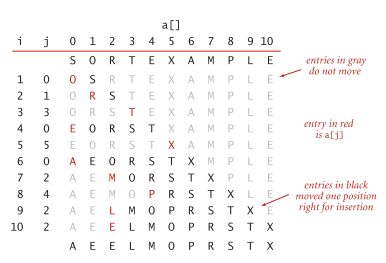 a[]
i j 0 1 2 3 4 5 6 7 8 9 10
S O R T E X A M P L E
1 0 O S R T E X A M P L E
2 1 O R S T E X A M P L E
3 3 O R S T E X A M P L E
4 0 E O R S T X A M P L E
5 5 E O R S T X A M P L E
6 0 A E O R S T X M P L E
7 2 A E M O R S T X P L E
8 4 A E M O P R S T X L E
9 2 A E L M O P R S T X E
10 2 A E E L M O P R S T X
A E E L M O P R S T X
entries in gray
do not move
entry in red
is a[j]
entries in black
moved one position
right for insertion